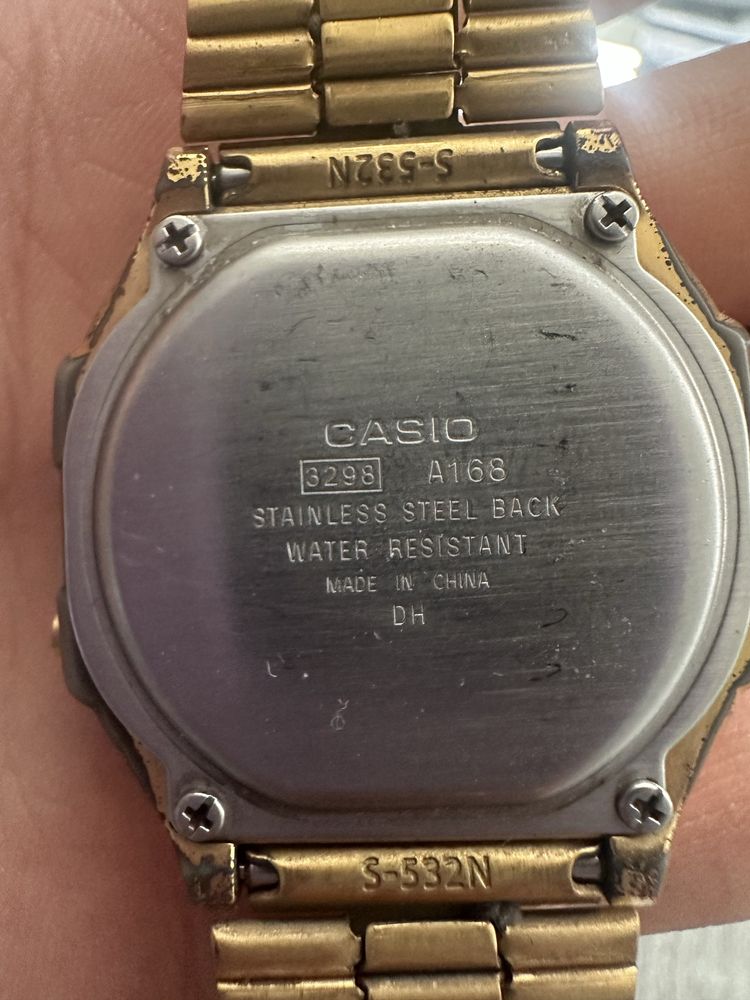 S-532N
CASIO
3298 A168
STAINLESS STEEL BACK
WATER RESISTANT
MADE IN CHINA
DH
S-532N